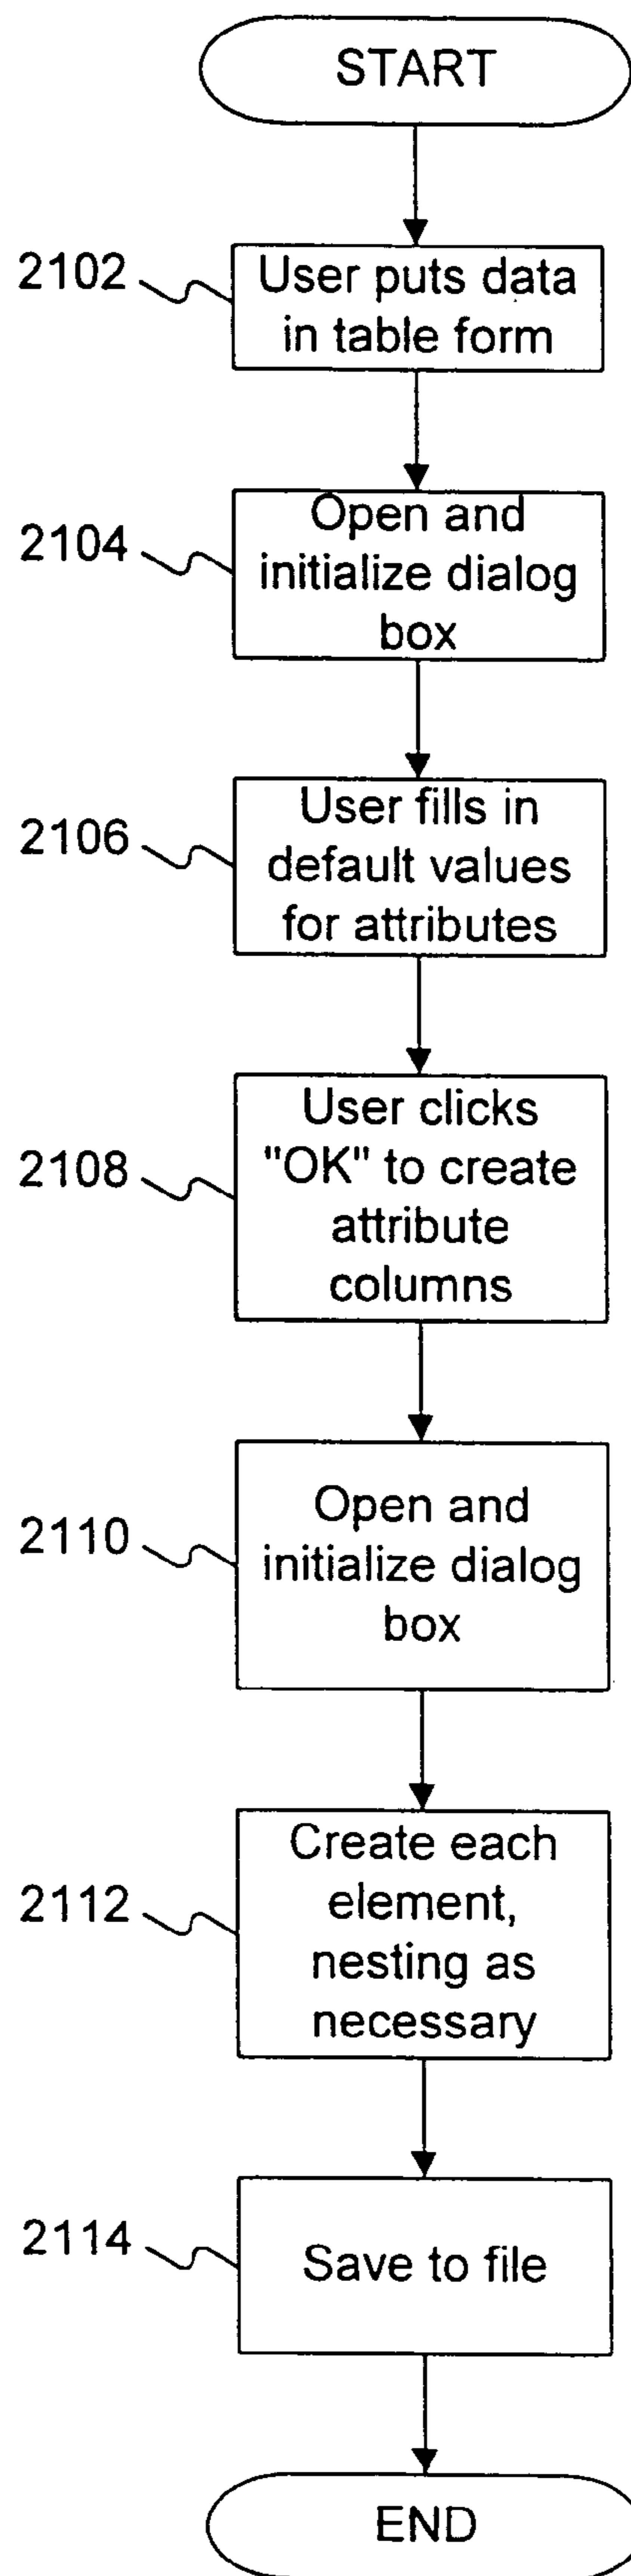 START
2102
User puts data
in table form
2104
Open and
initialize dialog
box
2106
User fills in
default values
for attributes
2108
User clicks
"OK" to create
attribute
columns
2110
Open and
initialize dialog
box
2112
Create each
element,
nesting as
necessary
2114
Save to file
END